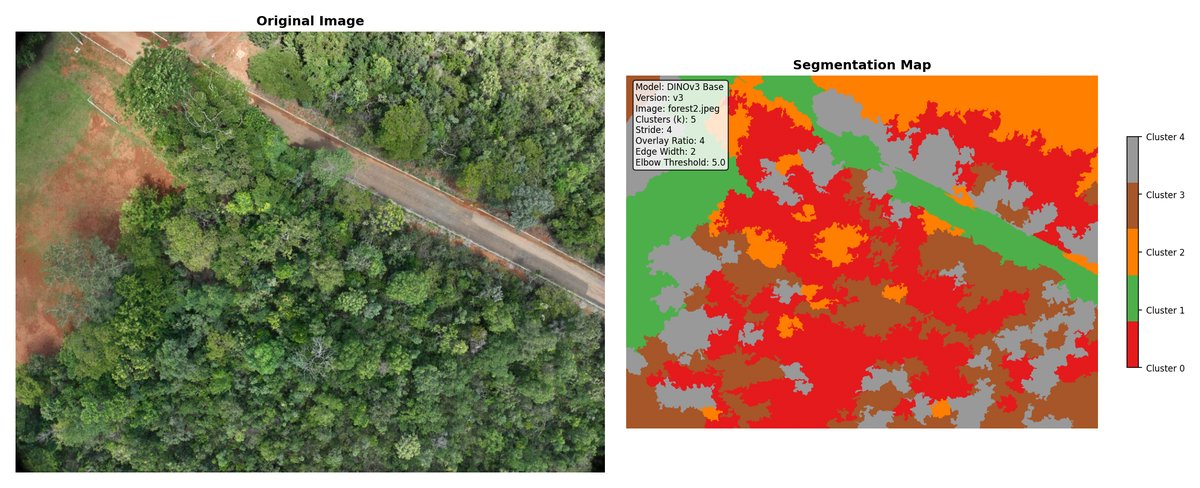 Original Image
Segmentation Map
Model: DINOv3 Base
Version: v3
Image: forest2.jpeg
Clusters (k): 5
Stride: 4
Overlay Ratio: 4
Edge Width: 2
Elbow Threshold: 5.0
Cluster 4
Cluster 3
Cluster 2
Cluster 1
Cluster 0